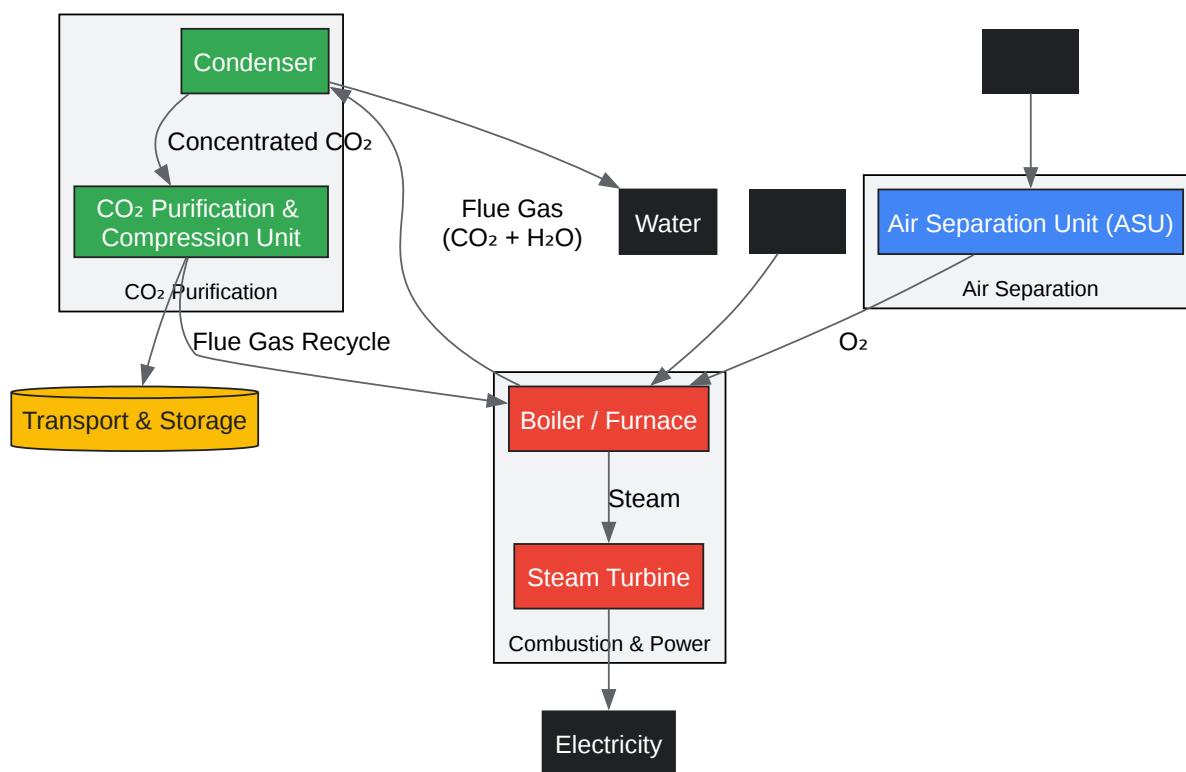 Condenser
Concentrated CO₂
CO₂ Purification &
Compression Unit
CO₂ Purification
Flue Gas
(CO₂ + H₂O)
Water
Air Separation Unit (ASU)
Air Separation
Flue Gas Recycle
O₂
Transport & Storage
Boiler / Furnace
Steam
Steam Turbine
Combustion & Power
Electricity